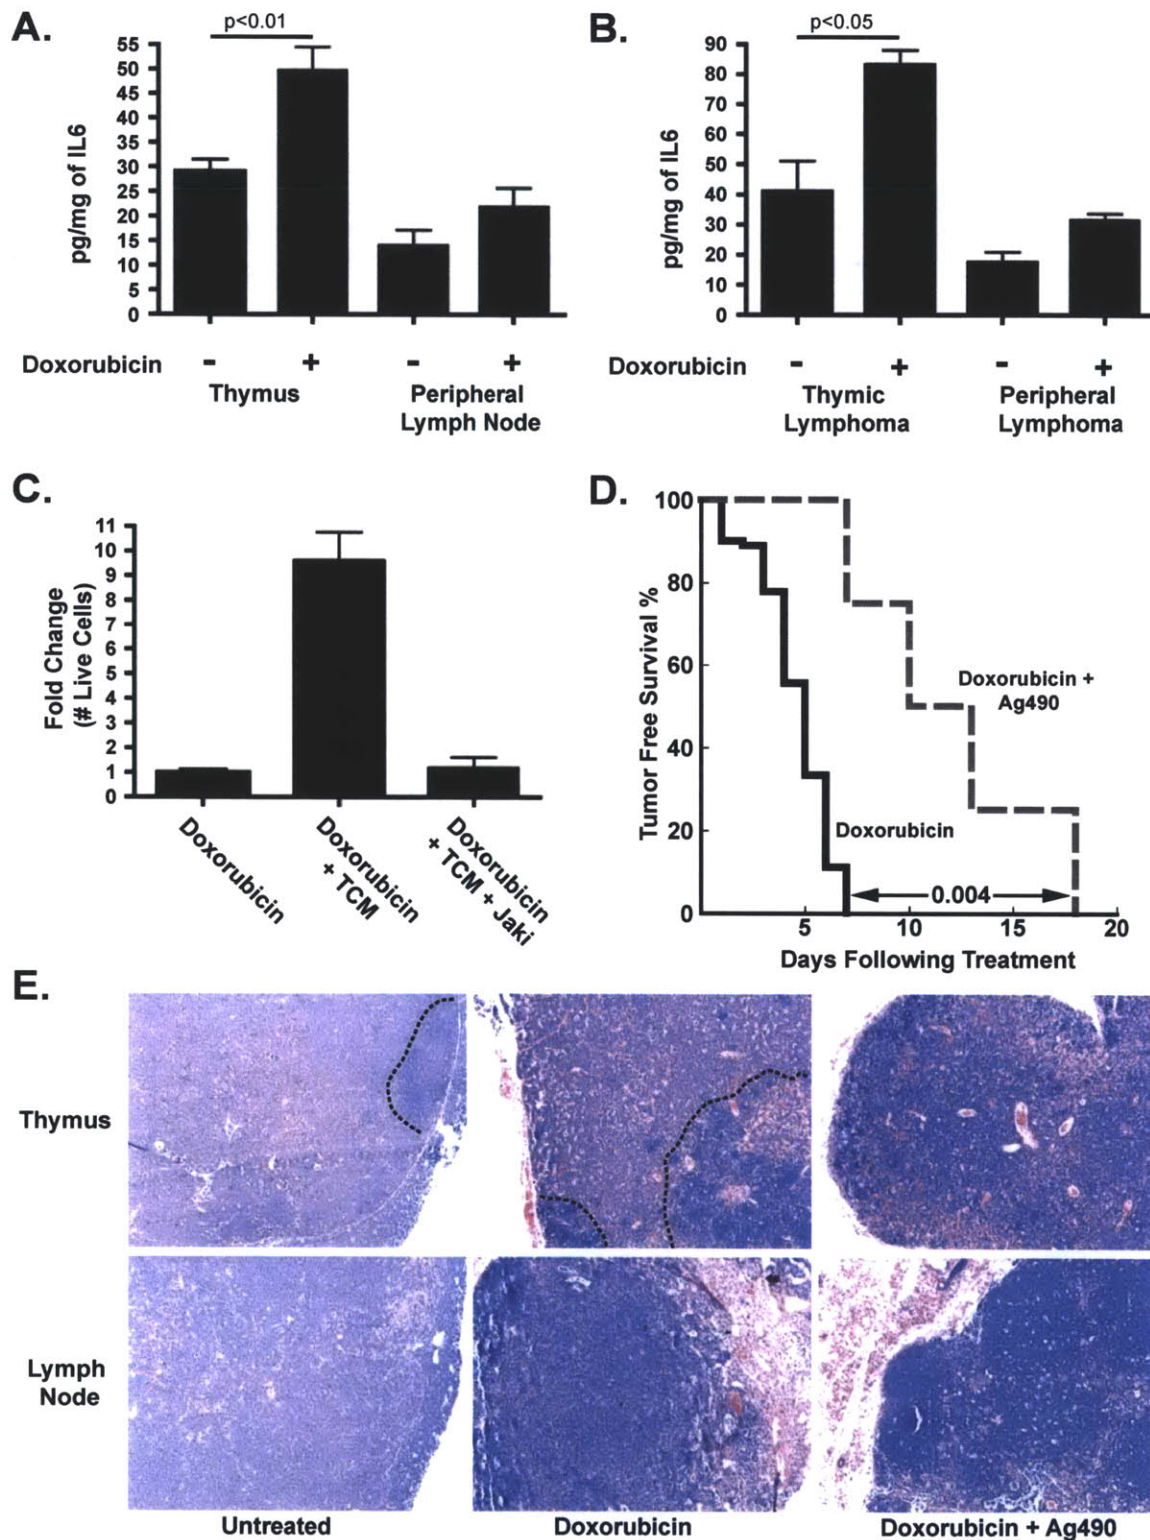 A.
p<0.01
55
50
45
40
35
30
25
20
15
10
5
0
pg/mg of IL6
Doxorubicin - + - +
Thymus
Peripheral
Lymph Node
B.
p<0.05
90
80
70
60
50
40
30
20
10
0
pg/mg of IL6
Doxorubicin - + - +
Thymic
Lymphoma
Peripheral
Lymphoma
C.
11
10
9
8
7
6
5
4
3
2
1
0
Fold Change
(# Live Cells)
Doxorubicin
Doxorubicin
+ TCM
Doxorubicin
+ TCM + Jaki
D.
100
80
60
40
20
0
Tumor Free Survival %
Doxorubicin +
Ag490
Doxorubicin
0.004
5 10 15 20
Days Following Treatment
E.
Thymus
Lymph
Node
Untreated
Doxorubicin
Doxorubicin + Ag490